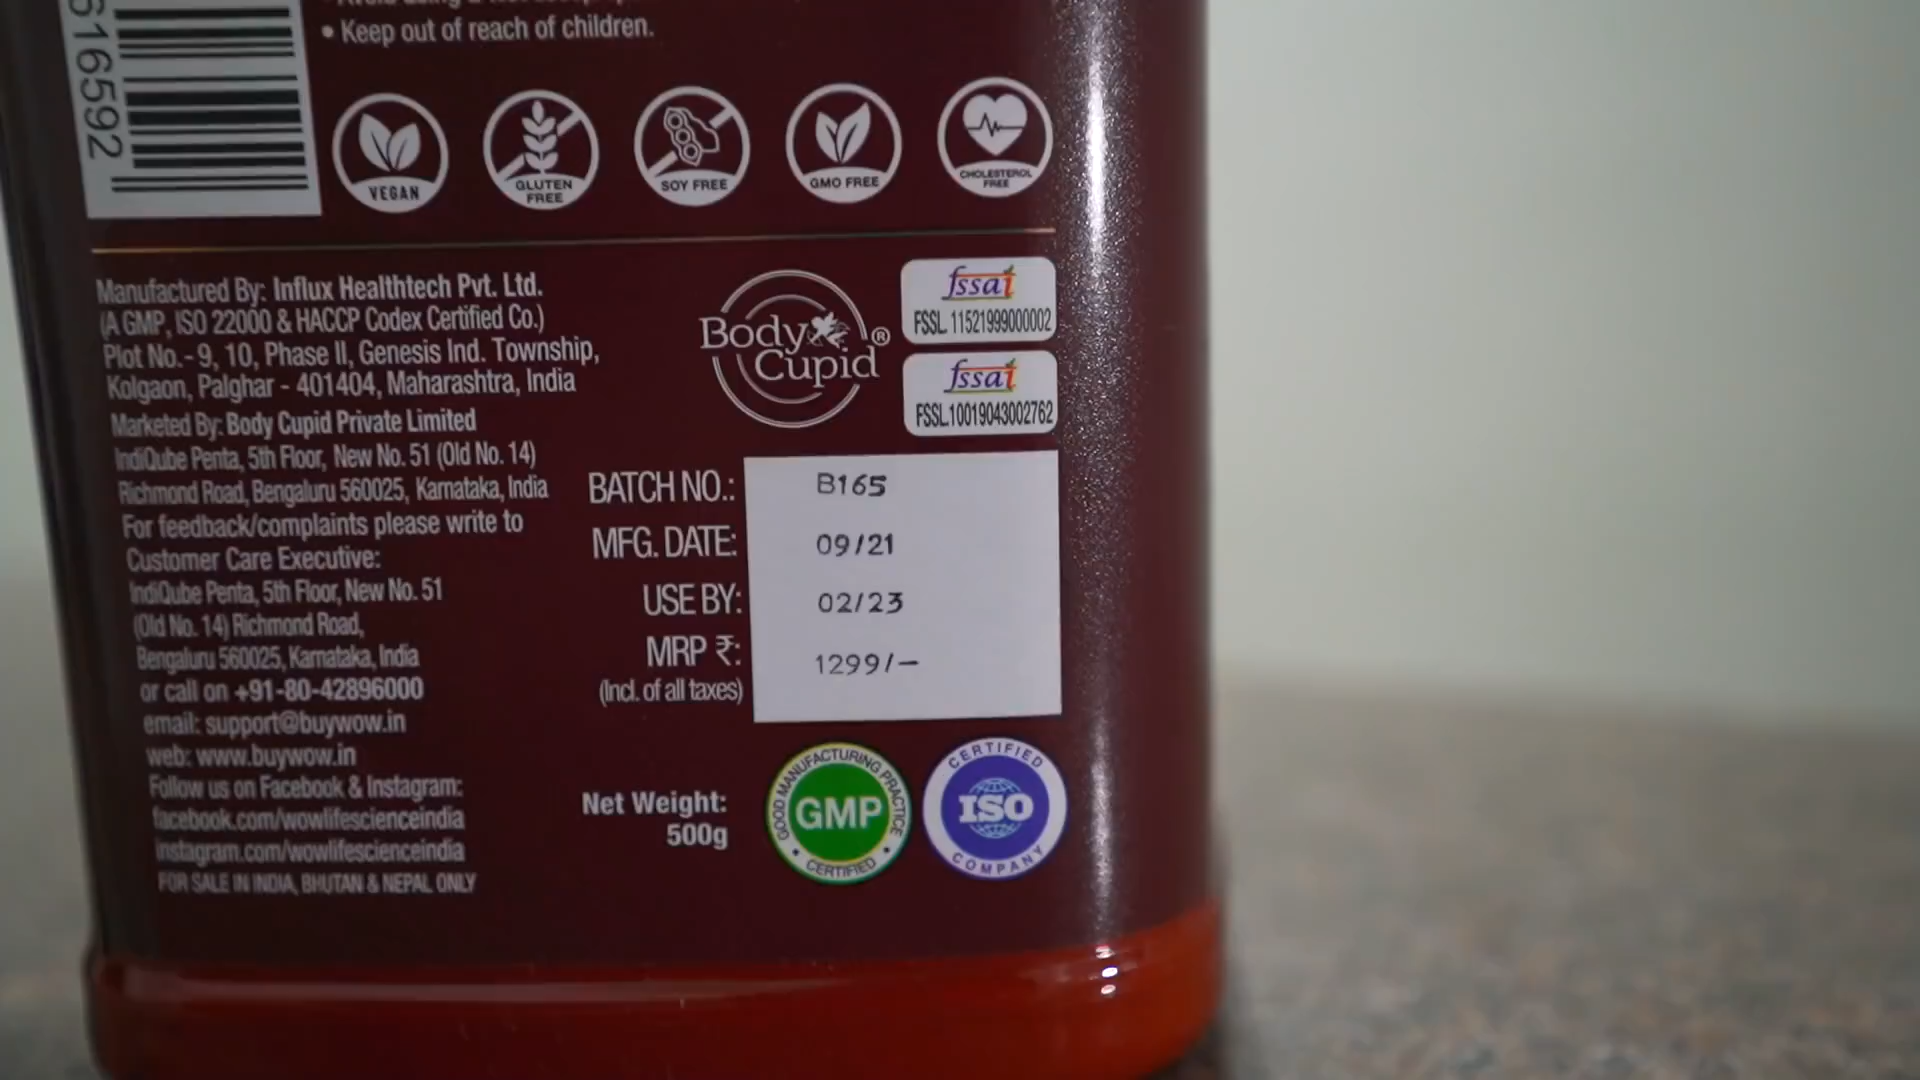 616592
• Keep out of reach of children.
VEGAN
GLUTEN
FREE
SOY FREE
GMO FREE
CHOLESTEROL
FREE
Manufactured By: Influx Healthtech Pvt. Ltd.
(A GMP, ISO 22000 & HACCP Codex Certified Co.)
Plot No.- 9, 10, Phase II, Genesis Ind. Township,
Kolgaon, Palghar - 401404, Maharashtra, India
Marketed By: Body Cupid Private Limited
IndiQube Penta, 5th Floor, New No. 51 (Old No. 14)
Richmond Road, Bengaluru 560025, Karnataka, India
For feedback/complaints please write to
Customer Care Executive:
IndiQube Penta, 5th Floor, New No. 51
(Old No. 14) Richmond Road,
Bengaluru 560025, Karnataka, India
or call on +91-80-42896000
email: support@buywow.in
web: www.buywow.in
Follow us on Facebook & Instagram:
facebook.com/wowlifescienceindia
instagram.com/wowlifescienceindia
FOR SALE IN INDIA, BHUTAN & NEPAL ONLY
Body
Cupid®
fssai
FSSL. 11521999000002
fssai
FSSL.10019043002762
BATCH NO.: B165
MFG. DATE: 09/21
USE BY: 02/23
MRP ₹: 1299/-
(Incl. of all taxes)
Net Weight:
500g
GOOD MANUFACTURING PRACTICE
GMP
• CERTIFIED •
CERTIFIED
ISO
COMPANY